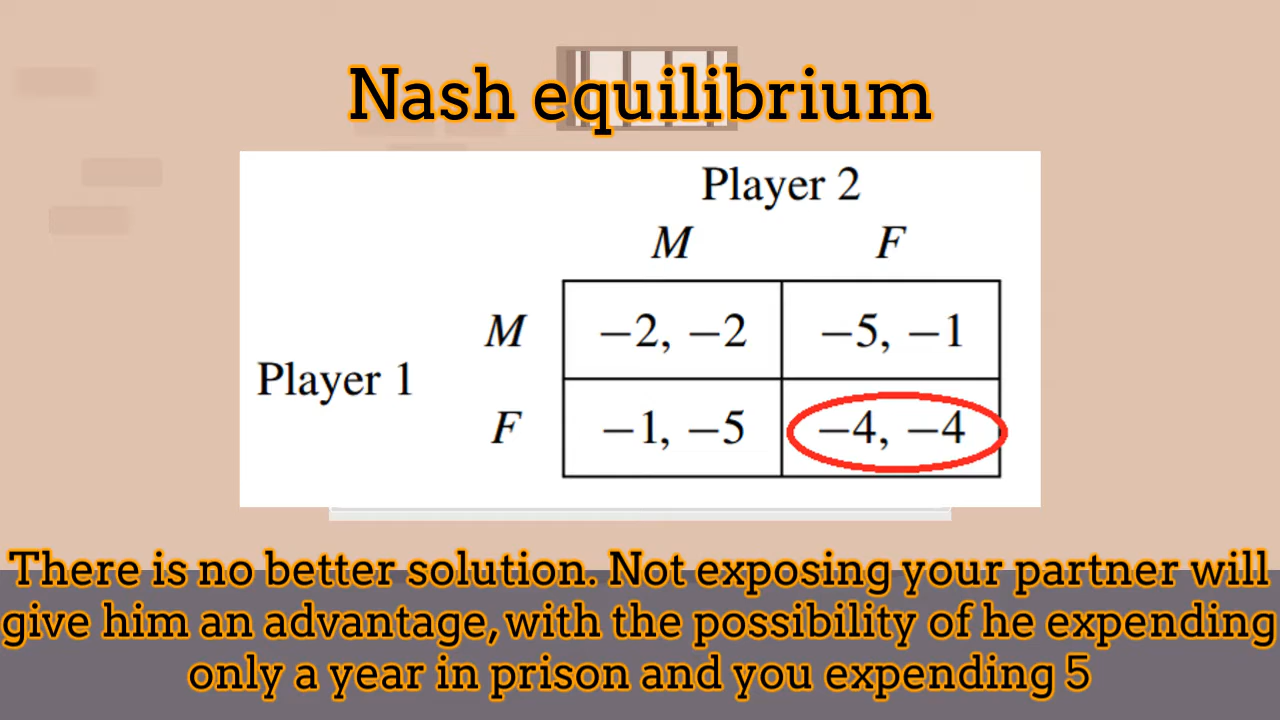 Nash equilibrium
Player 2
M F
M −2, −2 −5, −1
Player 1
F −1, −5 −4, −4
There is no better solution. Not exposing your partner will
give him an advantage, with the possibility of he expending
only a year in prison and you expending 5